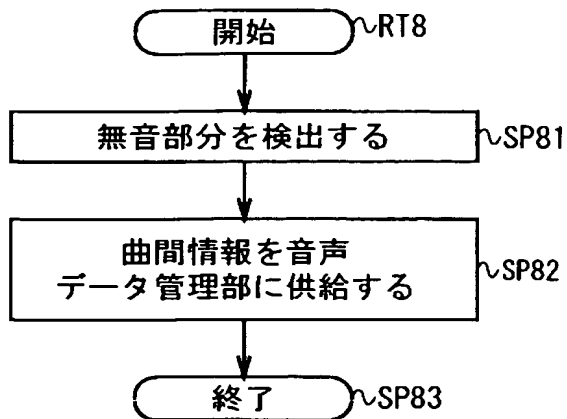 開始 RT8
無音部分を検出する SP81
曲間情報を音声
データ管理部に供給する SP82
終了 SP83